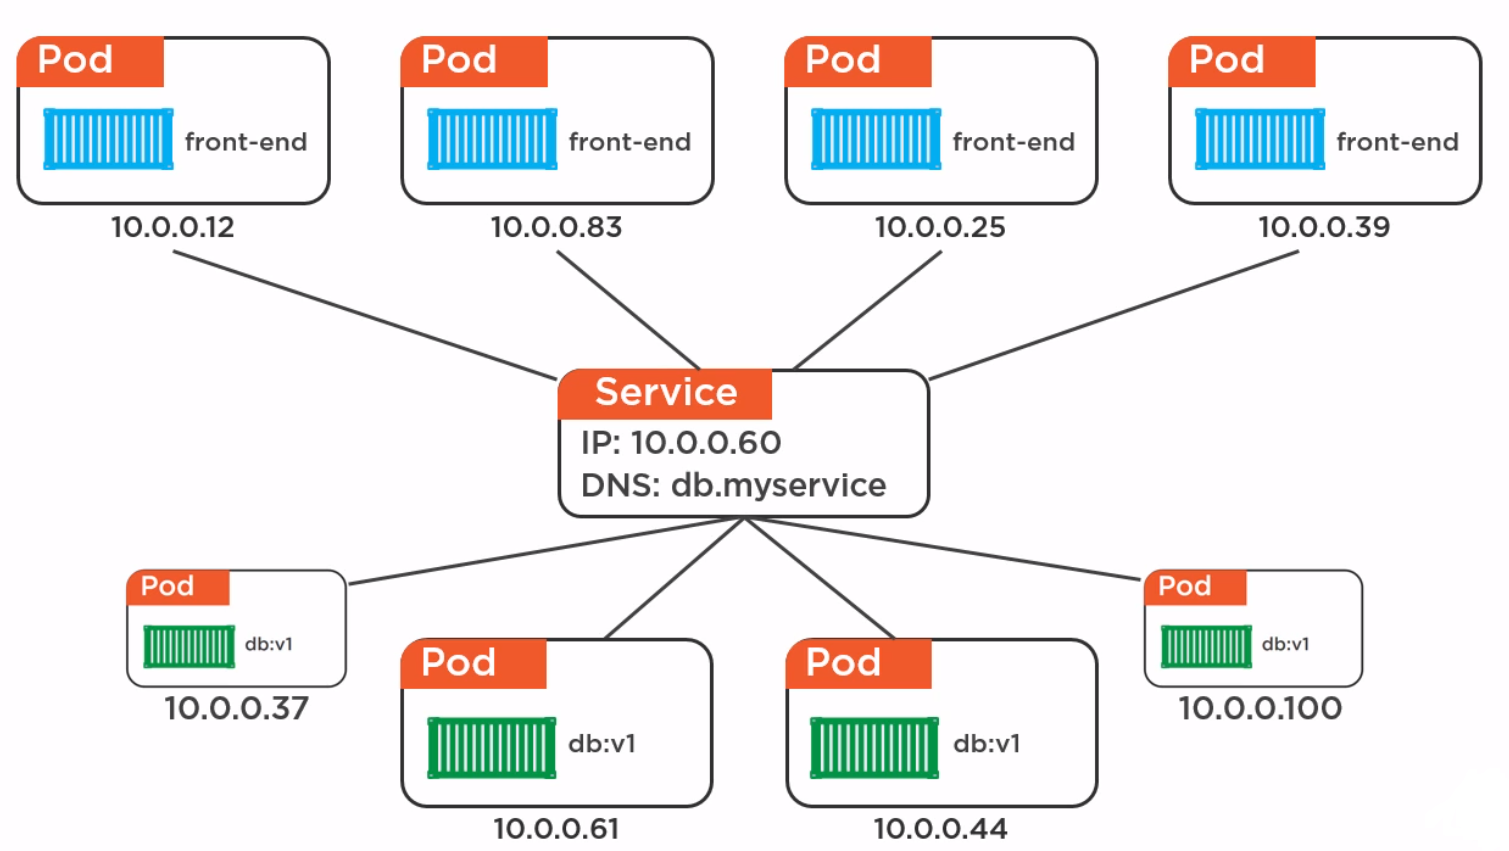 Pod
front-end
10.0.0.12
Pod
front-end
10.0.0.83
Pod
front-end
10.0.0.25
Pod
front-end
10.0.0.39
Service
IP: 10.0.0.60
DNS: db.myservice
Pod
db:v1
10.0.0.37
Pod
db:v1
10.0.0.61
Pod
db:v1
10.0.0.44
Pod
db:v1
10.0.0.100